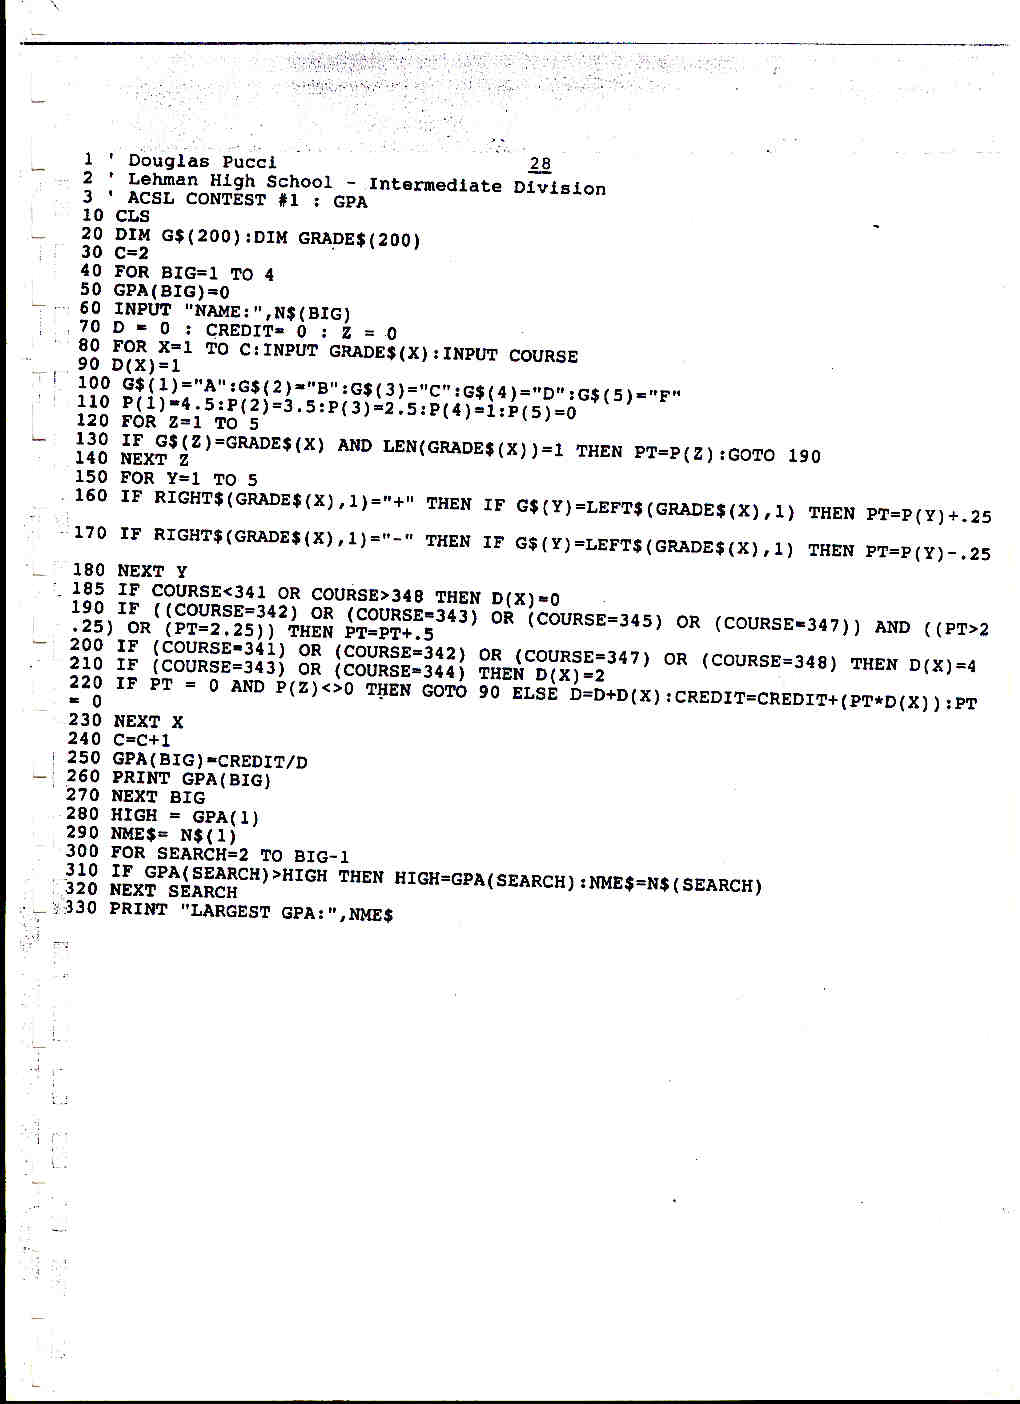 1 ' Douglas Pucci 28
2 ' Lehman High School - Intermediate Division
3 ' ACSL CONTEST #1 : GPA
10 CLS
20 DIM G$(200):DIM GRADE$(200)
30 C=2
40 FOR BIG=1 TO 4
50 GPA(BIG)=0
60 INPUT "NAME:",N$(BIG)
70 D = 0 : CREDIT= 0 : Z = 0
80 FOR X=1 TO C:INPUT GRADE$(X):INPUT COURSE
90 D(X)=1
100 G$(1)="A":G$(2)="B":G$(3)="C":G$(4)="D":G$(5)="F"
110 P(1)=4.5:P(2)=3.5:P(3)=2.5:P(4)=1:P(5)=0
120 FOR Z=1 TO 5
130 IF G$(Z)=GRADE$(X) AND LEN(GRADE$(X))=1 THEN PT=P(Z):GOTO 190
140 NEXT Z
150 FOR Y=1 TO 5
160 IF RIGHT$(GRADE$(X),1)="+" THEN IF G$(Y)=LEFT$(GRADE$(X),1) THEN PT=P(Y)+.25
170 IF RIGHT$(GRADE$(X),1)="-" THEN IF G$(Y)=LEFT$(GRADE$(X),1) THEN PT=P(Y)-.25
180 NEXT Y
185 IF COURSE<341 OR COURSE>348 THEN D(X)=0
190 IF ((COURSE=342) OR (COURSE=343) OR (COURSE=345) OR (COURSE=347)) AND ((PT>2
.25) OR (PT=2.25)) THEN PT=PT+.5
200 IF (COURSE=341) OR (COURSE=342) OR (COURSE=347) OR (COURSE=348) THEN D(X)=4
210 IF (COURSE=343) OR (COURSE=344) THEN D(X)=2
220 IF PT = 0 AND P(Z)<>0 THEN GOTO 90 ELSE D=D+D(X):CREDIT=CREDIT+(PT*D(X)):PT
= 0
230 NEXT X
240 C=C+1
250 GPA(BIG)=CREDIT/D
260 PRINT GPA(BIG)
270 NEXT BIG
280 HIGH = GPA(1)
290 NME$= N$(1)
300 FOR SEARCH=2 TO BIG-1
310 IF GPA(SEARCH)>HIGH THEN HIGH=GPA(SEARCH):NME$=N$(SEARCH)
320 NEXT SEARCH
330 PRINT "LARGEST GPA:",NME$